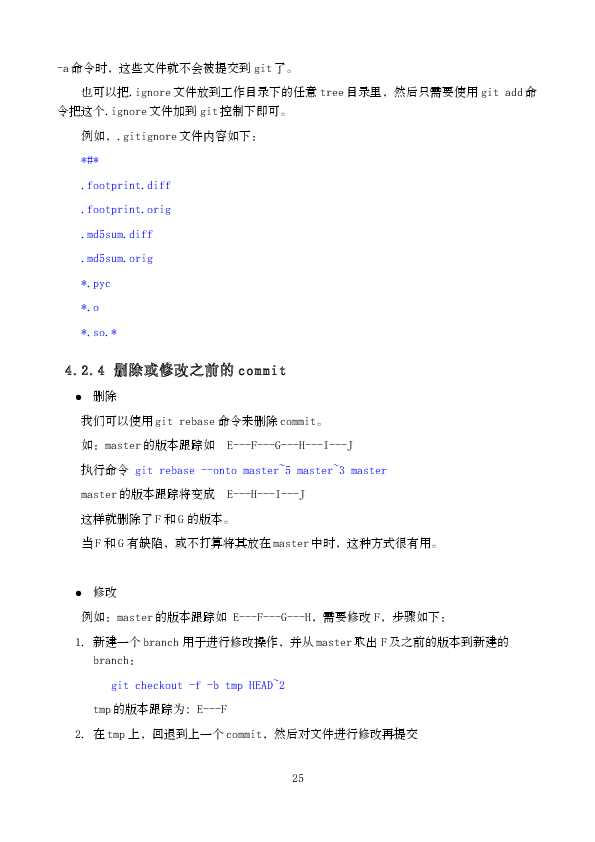 -a 命令时，这些文件就不会被提交到 git 了。
也可以把.ignore 文件放到工作目录下的任意 tree 目录里，然后只需要使用 git add 命
令把这个.ignore 文件加到 git 控制下即可。
例如，.gitignore 文件内容如下：
*#*
.footprint.diff
.footprint.orig
.md5sum.diff
.md5sum.orig
*.pyc
*.o
*.so.*
4.2.4 删除或修改之前的 commit
● 删除
我们可以使用 git rebase 命令来删除 commit。
如：master 的版本跟踪如 E---F---G---H---I---J
执行命令 git rebase --onto master~5 master~3 master
master 的版本跟踪将变成 E---H---I---J
这样就删除了 F 和 G 的版本。
当 F 和 G 有缺陷，或不打算将其放在 master 中时，这种方式很有用。
● 修改
例如：master 的版本跟踪如 E---F---G---H，需要修改 F，步骤如下：
1. 新建一个 branch 用于进行修改操作，并从 master 取出 F 及之前的版本到新建的
branch：
git checkout -f -b tmp HEAD~2
tmp 的版本跟踪为: E---F
2. 在 tmp 上，回退到上一个 commit，然后对文件进行修改再提交
25